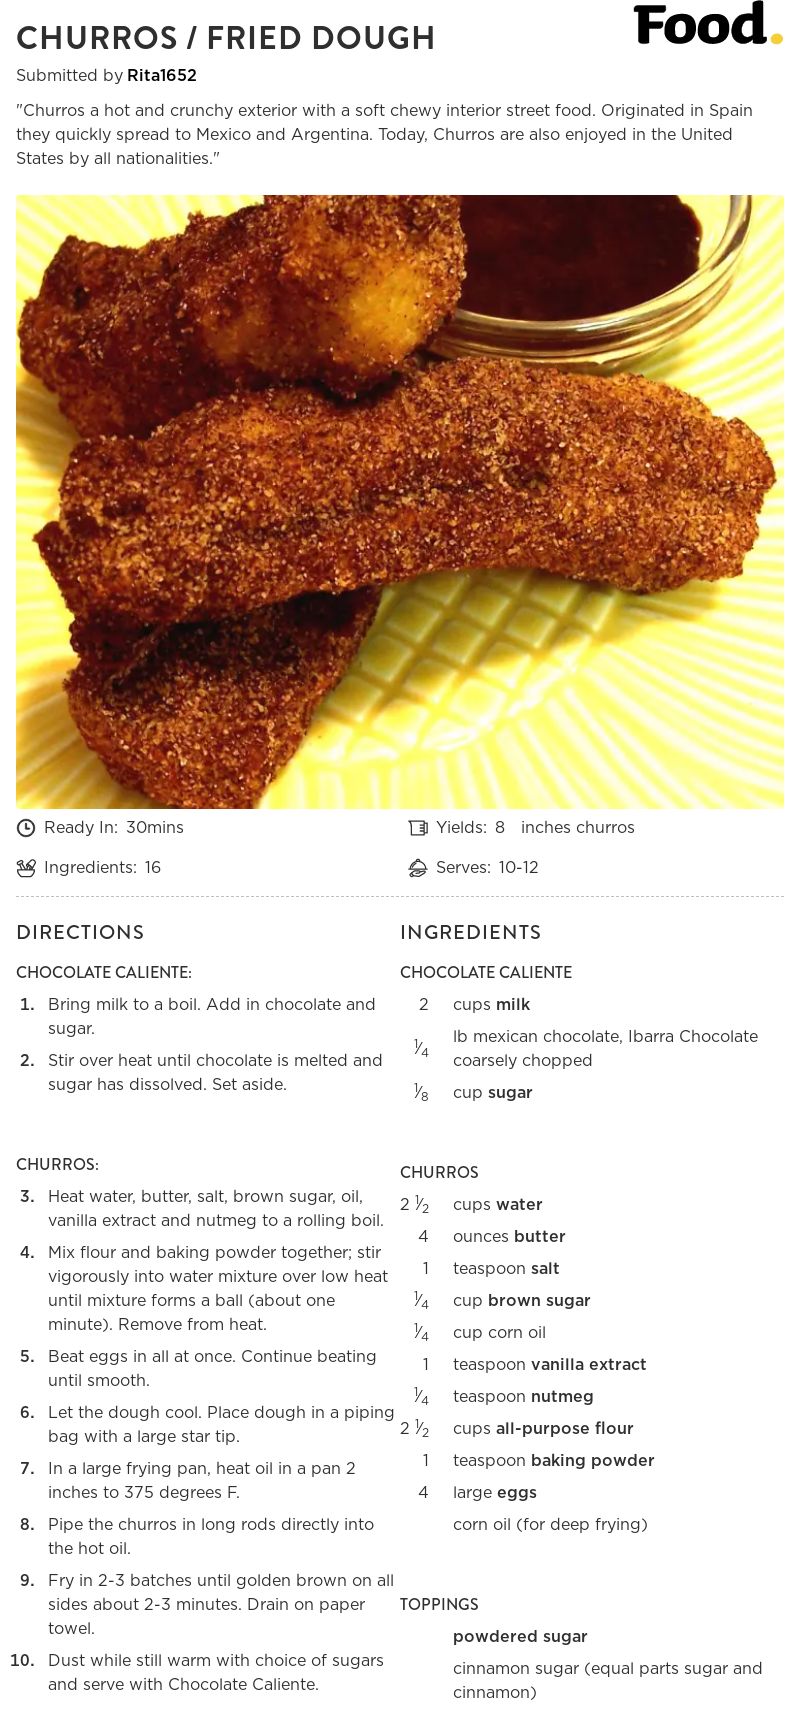 CHURROS / FRIED DOUGH
Food.
Submitted by Rita1652
"Churros a hot and crunchy exterior with a soft chewy interior street food. Originated in Spain
they quickly spread to Mexico and Argentina. Today, Churros are also enjoyed in the United
States by all nationalities."
Ready In: 30mins
Yields: 8 inches churros
Ingredients: 16
Serves: 10-12
DIRECTIONS
CHOCOLATE CALIENTE:
1. Bring milk to a boil. Add in chocolate and
sugar.
2. Stir over heat until chocolate is melted and
sugar has dissolved. Set aside.
CHURROS:
3. Heat water, butter, salt, brown sugar, oil,
vanilla extract and nutmeg to a rolling boil.
4. Mix flour and baking powder together; stir
vigorously into water mixture over low heat
until mixture forms a ball (about one
minute). Remove from heat.
5. Beat eggs in all at once. Continue beating
until smooth.
6. Let the dough cool. Place dough in a piping
bag with a large star tip.
7. In a large frying pan, heat oil in a pan 2
inches to 375 degrees F.
8. Pipe the churros in long rods directly into
the hot oil.
9. Fry in 2-3 batches until golden brown on all
sides about 2-3 minutes. Drain on paper
towel.
10. Dust while still warm with choice of sugars
and serve with Chocolate Caliente.
INGREDIENTS
CHOCOLATE CALIENTE
2 cups milk
1⁄4 lb mexican chocolate, Ibarra Chocolate
coarsely chopped
1⁄8 cup sugar
CHURROS
2 1⁄2 cups water
4 ounces butter
1 teaspoon salt
1⁄4 cup brown sugar
1⁄4 cup corn oil
1 teaspoon vanilla extract
1⁄4 teaspoon nutmeg
2 1⁄2 cups all-purpose flour
1 teaspoon baking powder
4 large eggs
corn oil (for deep frying)
TOPPINGS
powdered sugar
cinnamon sugar (equal parts sugar and
cinnamon)